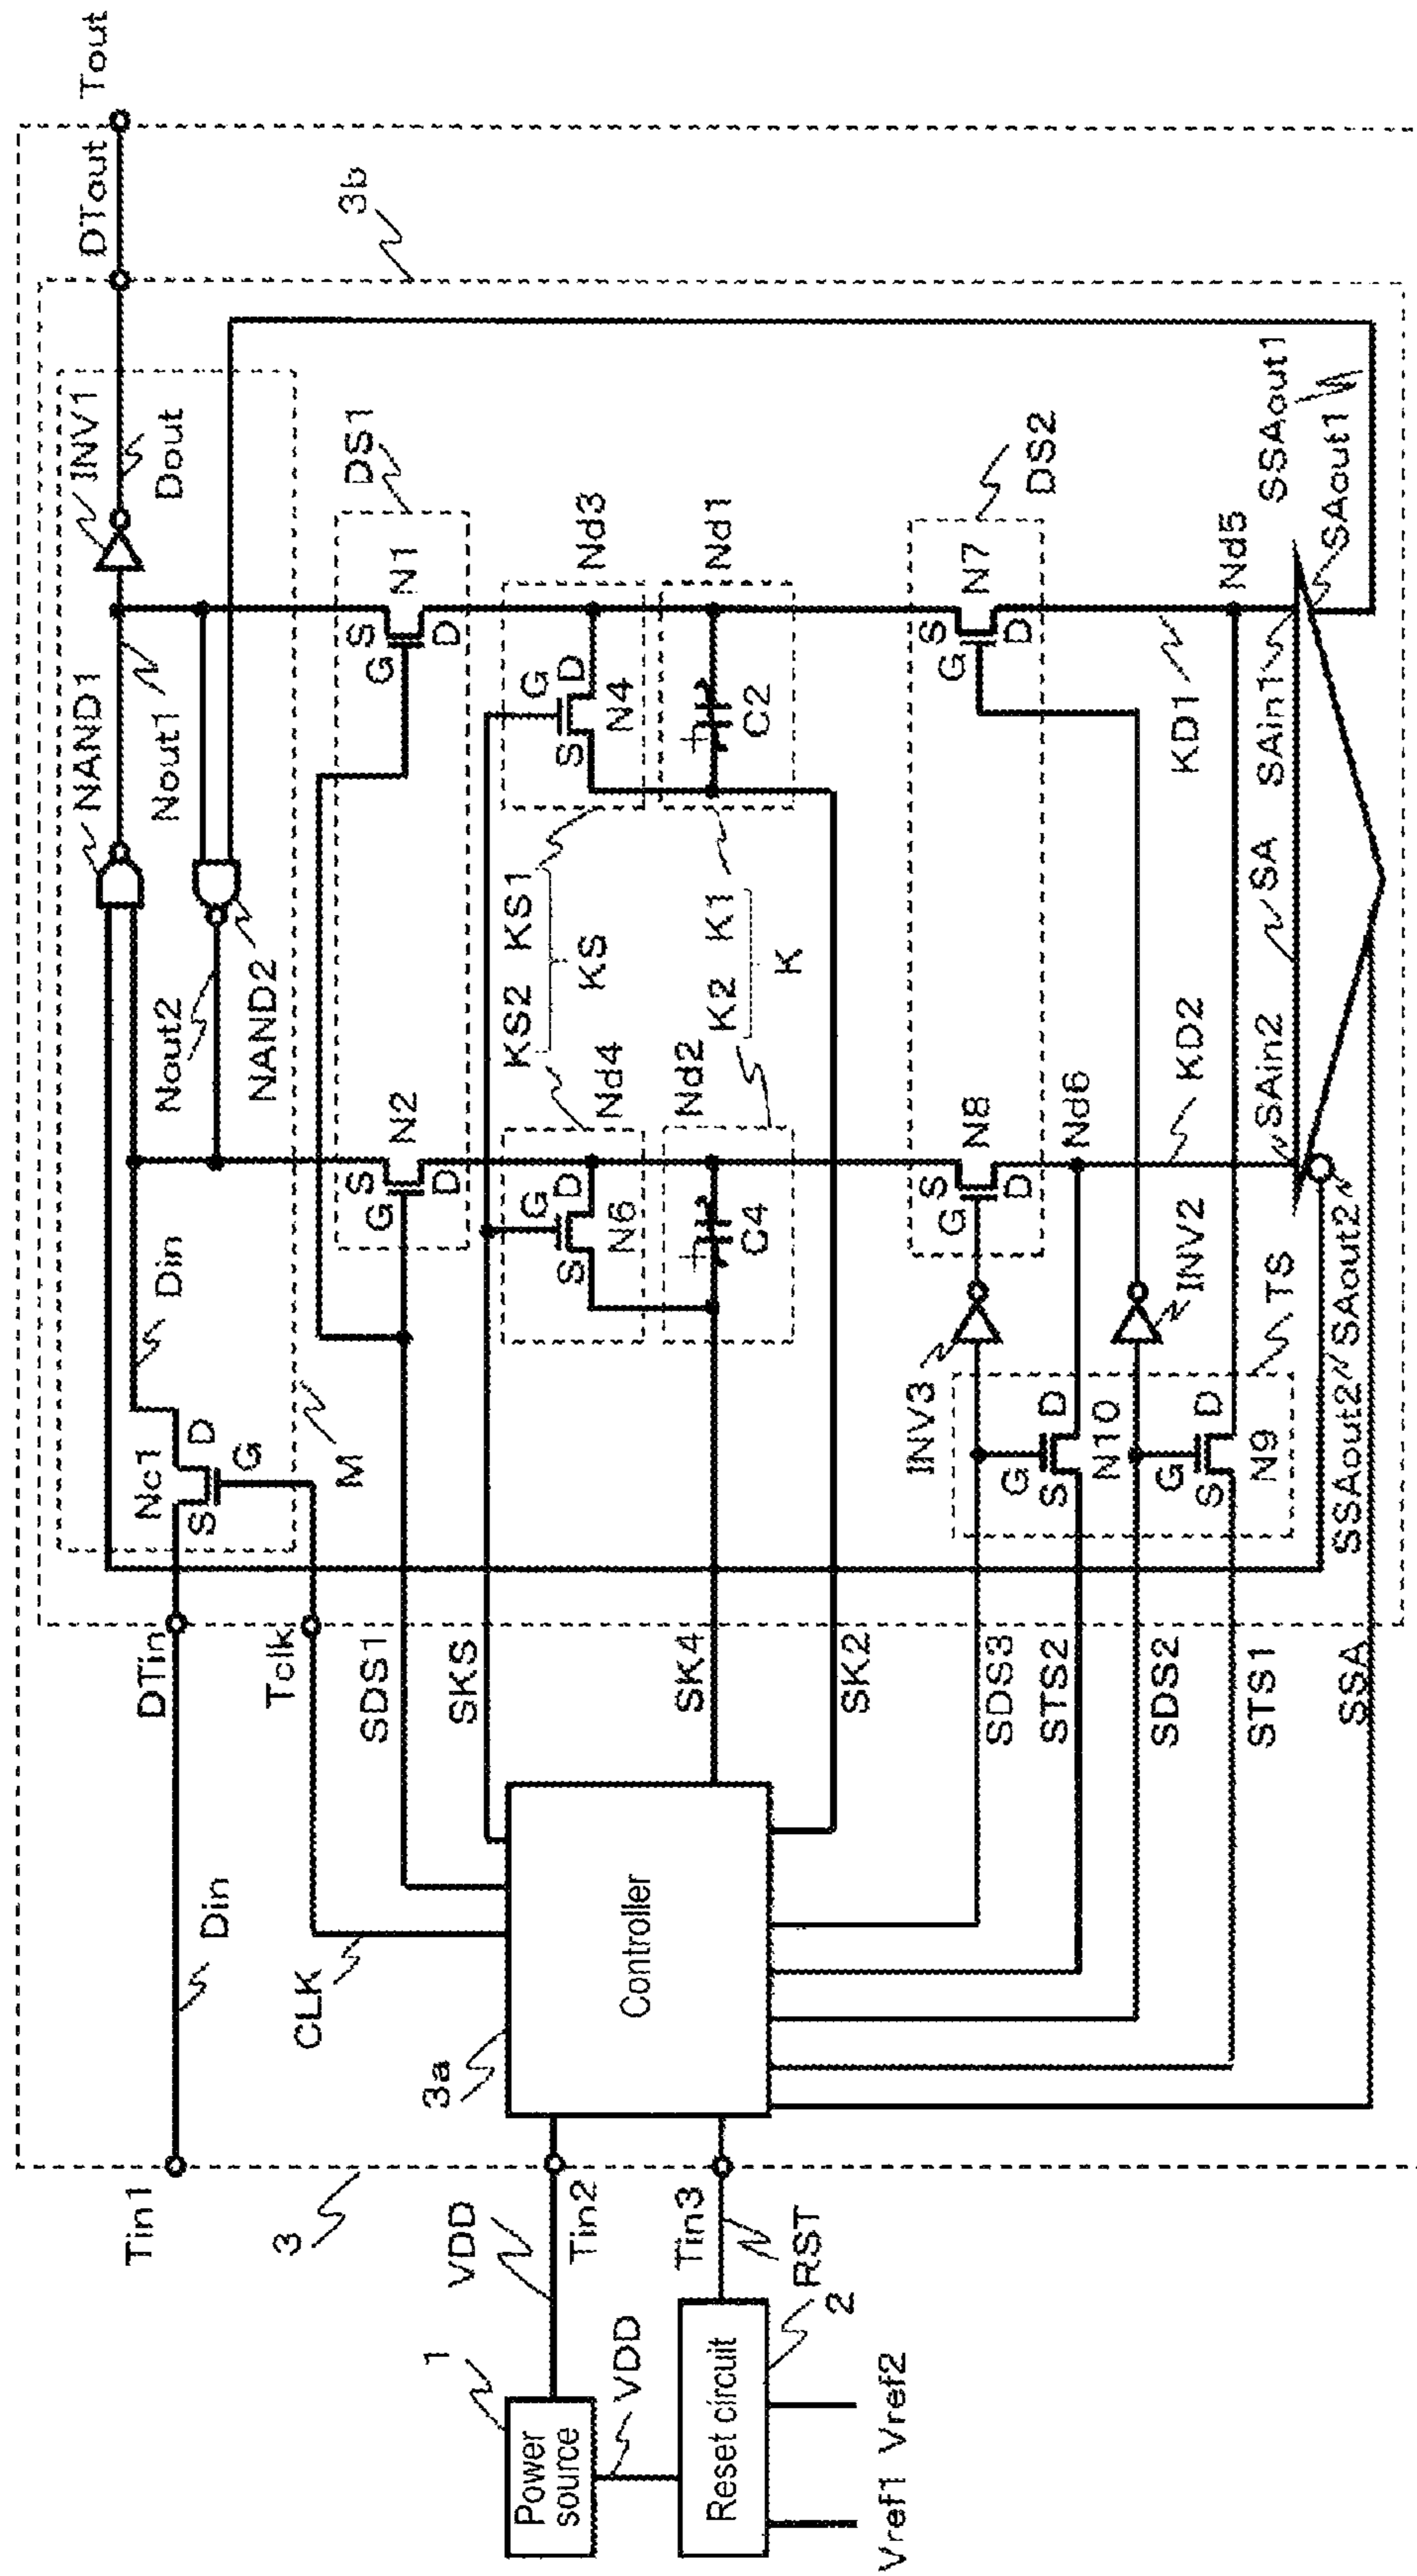 Tout
DTout
3b
INV1
Dout
NAND1
Nout1
Nout2
NAND2
Din
Nc1
S
D
G
M
DS1
N1
S
G
D
N2
S
G
D
Nd3
Nd1
G
D
S
N4
C2
KS2 KS1
KS
K2 K1
K
Nd4
Nd2
G
D
S
N6
C4
DS2
N7
S
G
D
N8
S
G
D
KD1
Nd5
Nd6
KD2
INV3
INV2
TS
G
S
D
N10
G
S
D
N9
SAin1
SA
SAin2
SSAout1
SAout1
SSAout2
SAout2
DTin
Tclk
SDS1
SKS
SK4
SK2
SDS3
STS2
SDS2
STS1
SSA
Din
CLK
3a
Controller
Tin1
3
VDD
Tin2
Tin3
RST
1
Power
source
VDD
2
Reset circuit
Vref1 Vref2